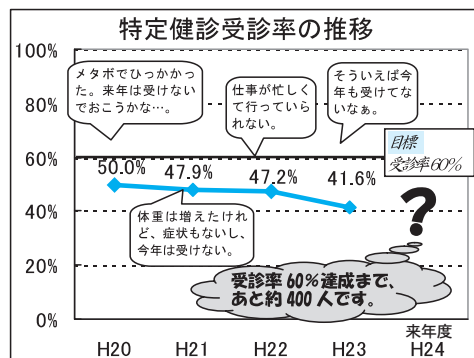 特定健診受診率の推移
100%
80%
60%
40%
20%
0%
メタボでひっかかっ
た。来年は受けない
でおこうかな…。
仕事が忙しく
て行っていら
れない。
そういえば今
年も受けてな
いなぁ。
目標
受診率60%
50.0%
47.9%
47.2%
41.6%
体重は増えたけれ
ど、症状もないし、
今年は受けない。
?
受診率60%達成まで、
あと約400人です。
来年度
H20
H21
H22
H23
H24